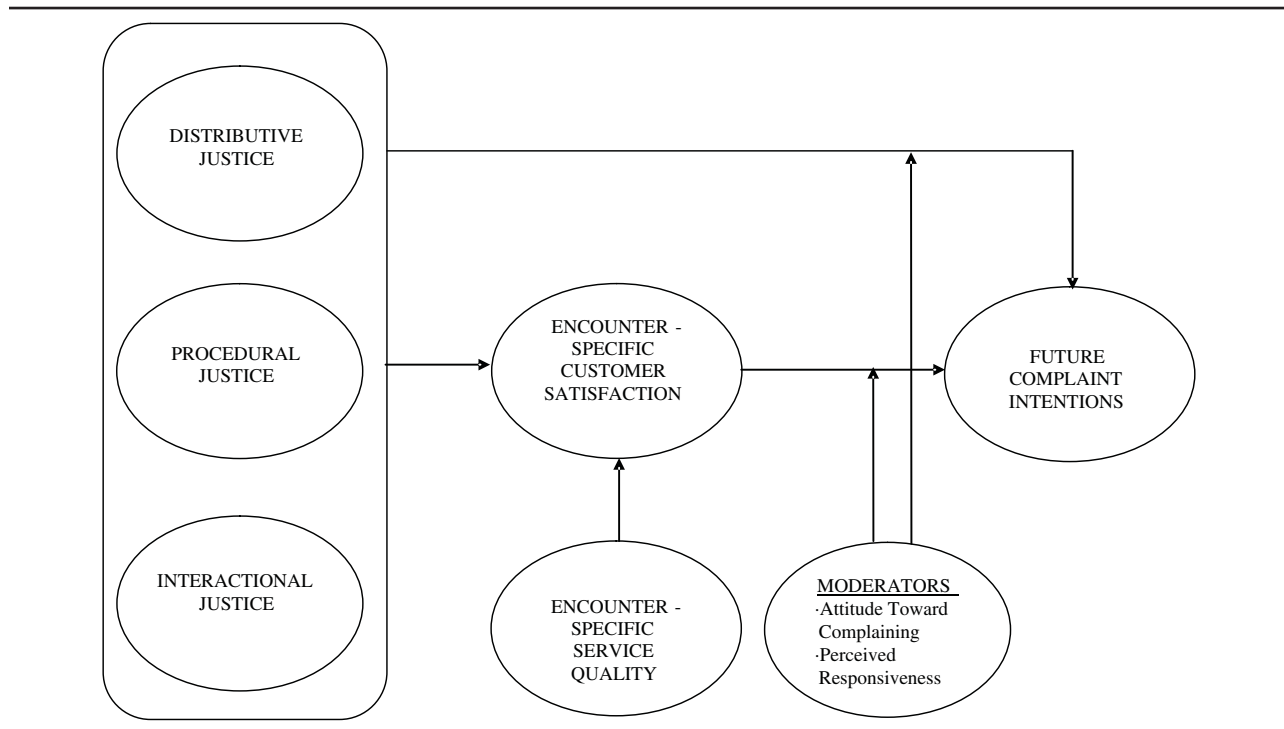 DISTRIBUTIVE
JUSTICE
PROCEDURAL
JUSTICE
INTERACTIONAL
JUSTICE
ENCOUNTER -
SPECIFIC
CUSTOMER
SATISFACTION
ENCOUNTER -
SPECIFIC
SERVICE
QUALITY
MODERATORS
·Attitude Toward
Complaining
·Perceived
Responsiveness
FUTURE
COMPLAINT
INTENTIONS